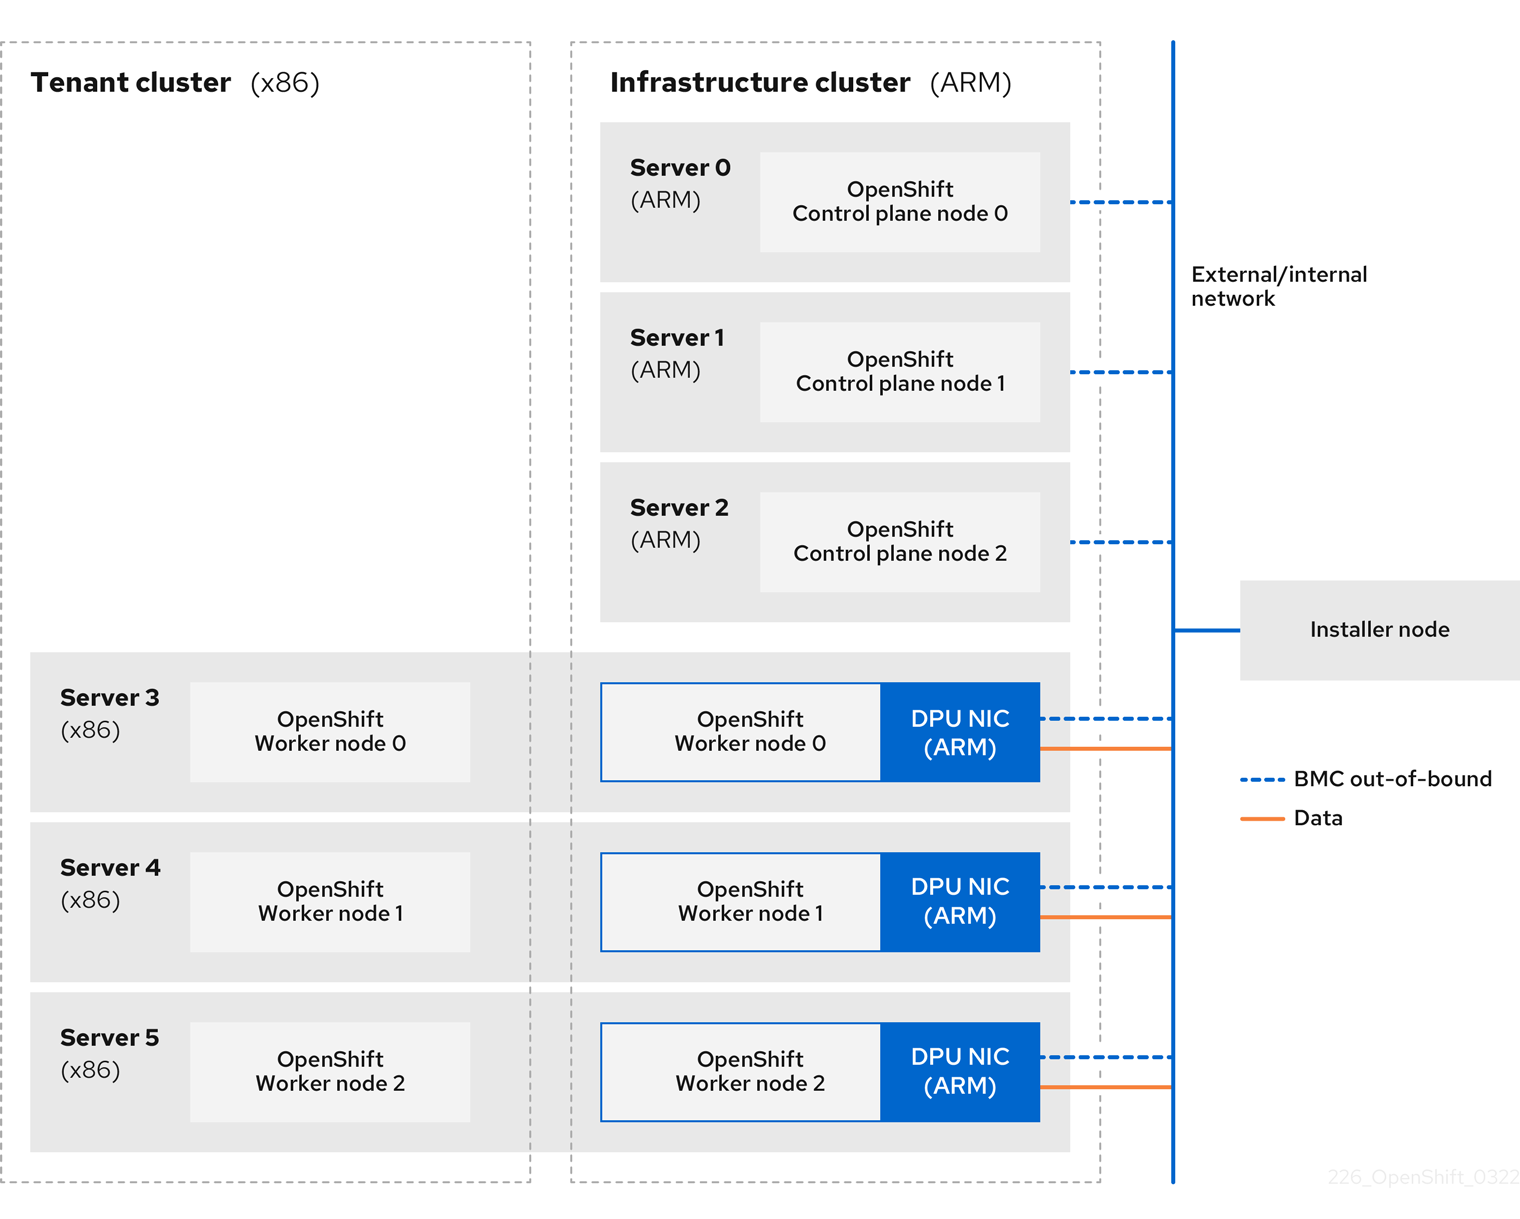 Tenant cluster (x86)
Infrastructure cluster (ARM)
Server 0
(ARM)
OpenShift
Control plane node 0
Server 1
(ARM)
OpenShift
Control plane node 1
Server 2
(ARM)
OpenShift
Control plane node 2
External/internal
network
Installer node
Server 3
(x86)
OpenShift
Worker node 0
OpenShift
Worker node 0
DPU NIC
(ARM)
BMC out-of-bound
Data
Server 4
(x86)
OpenShift
Worker node 1
OpenShift
Worker node 1
DPU NIC
(ARM)
Server 5
(x86)
OpenShift
Worker node 2
OpenShift
Worker node 2
DPU NIC
(ARM)
226_OpenShift_0322